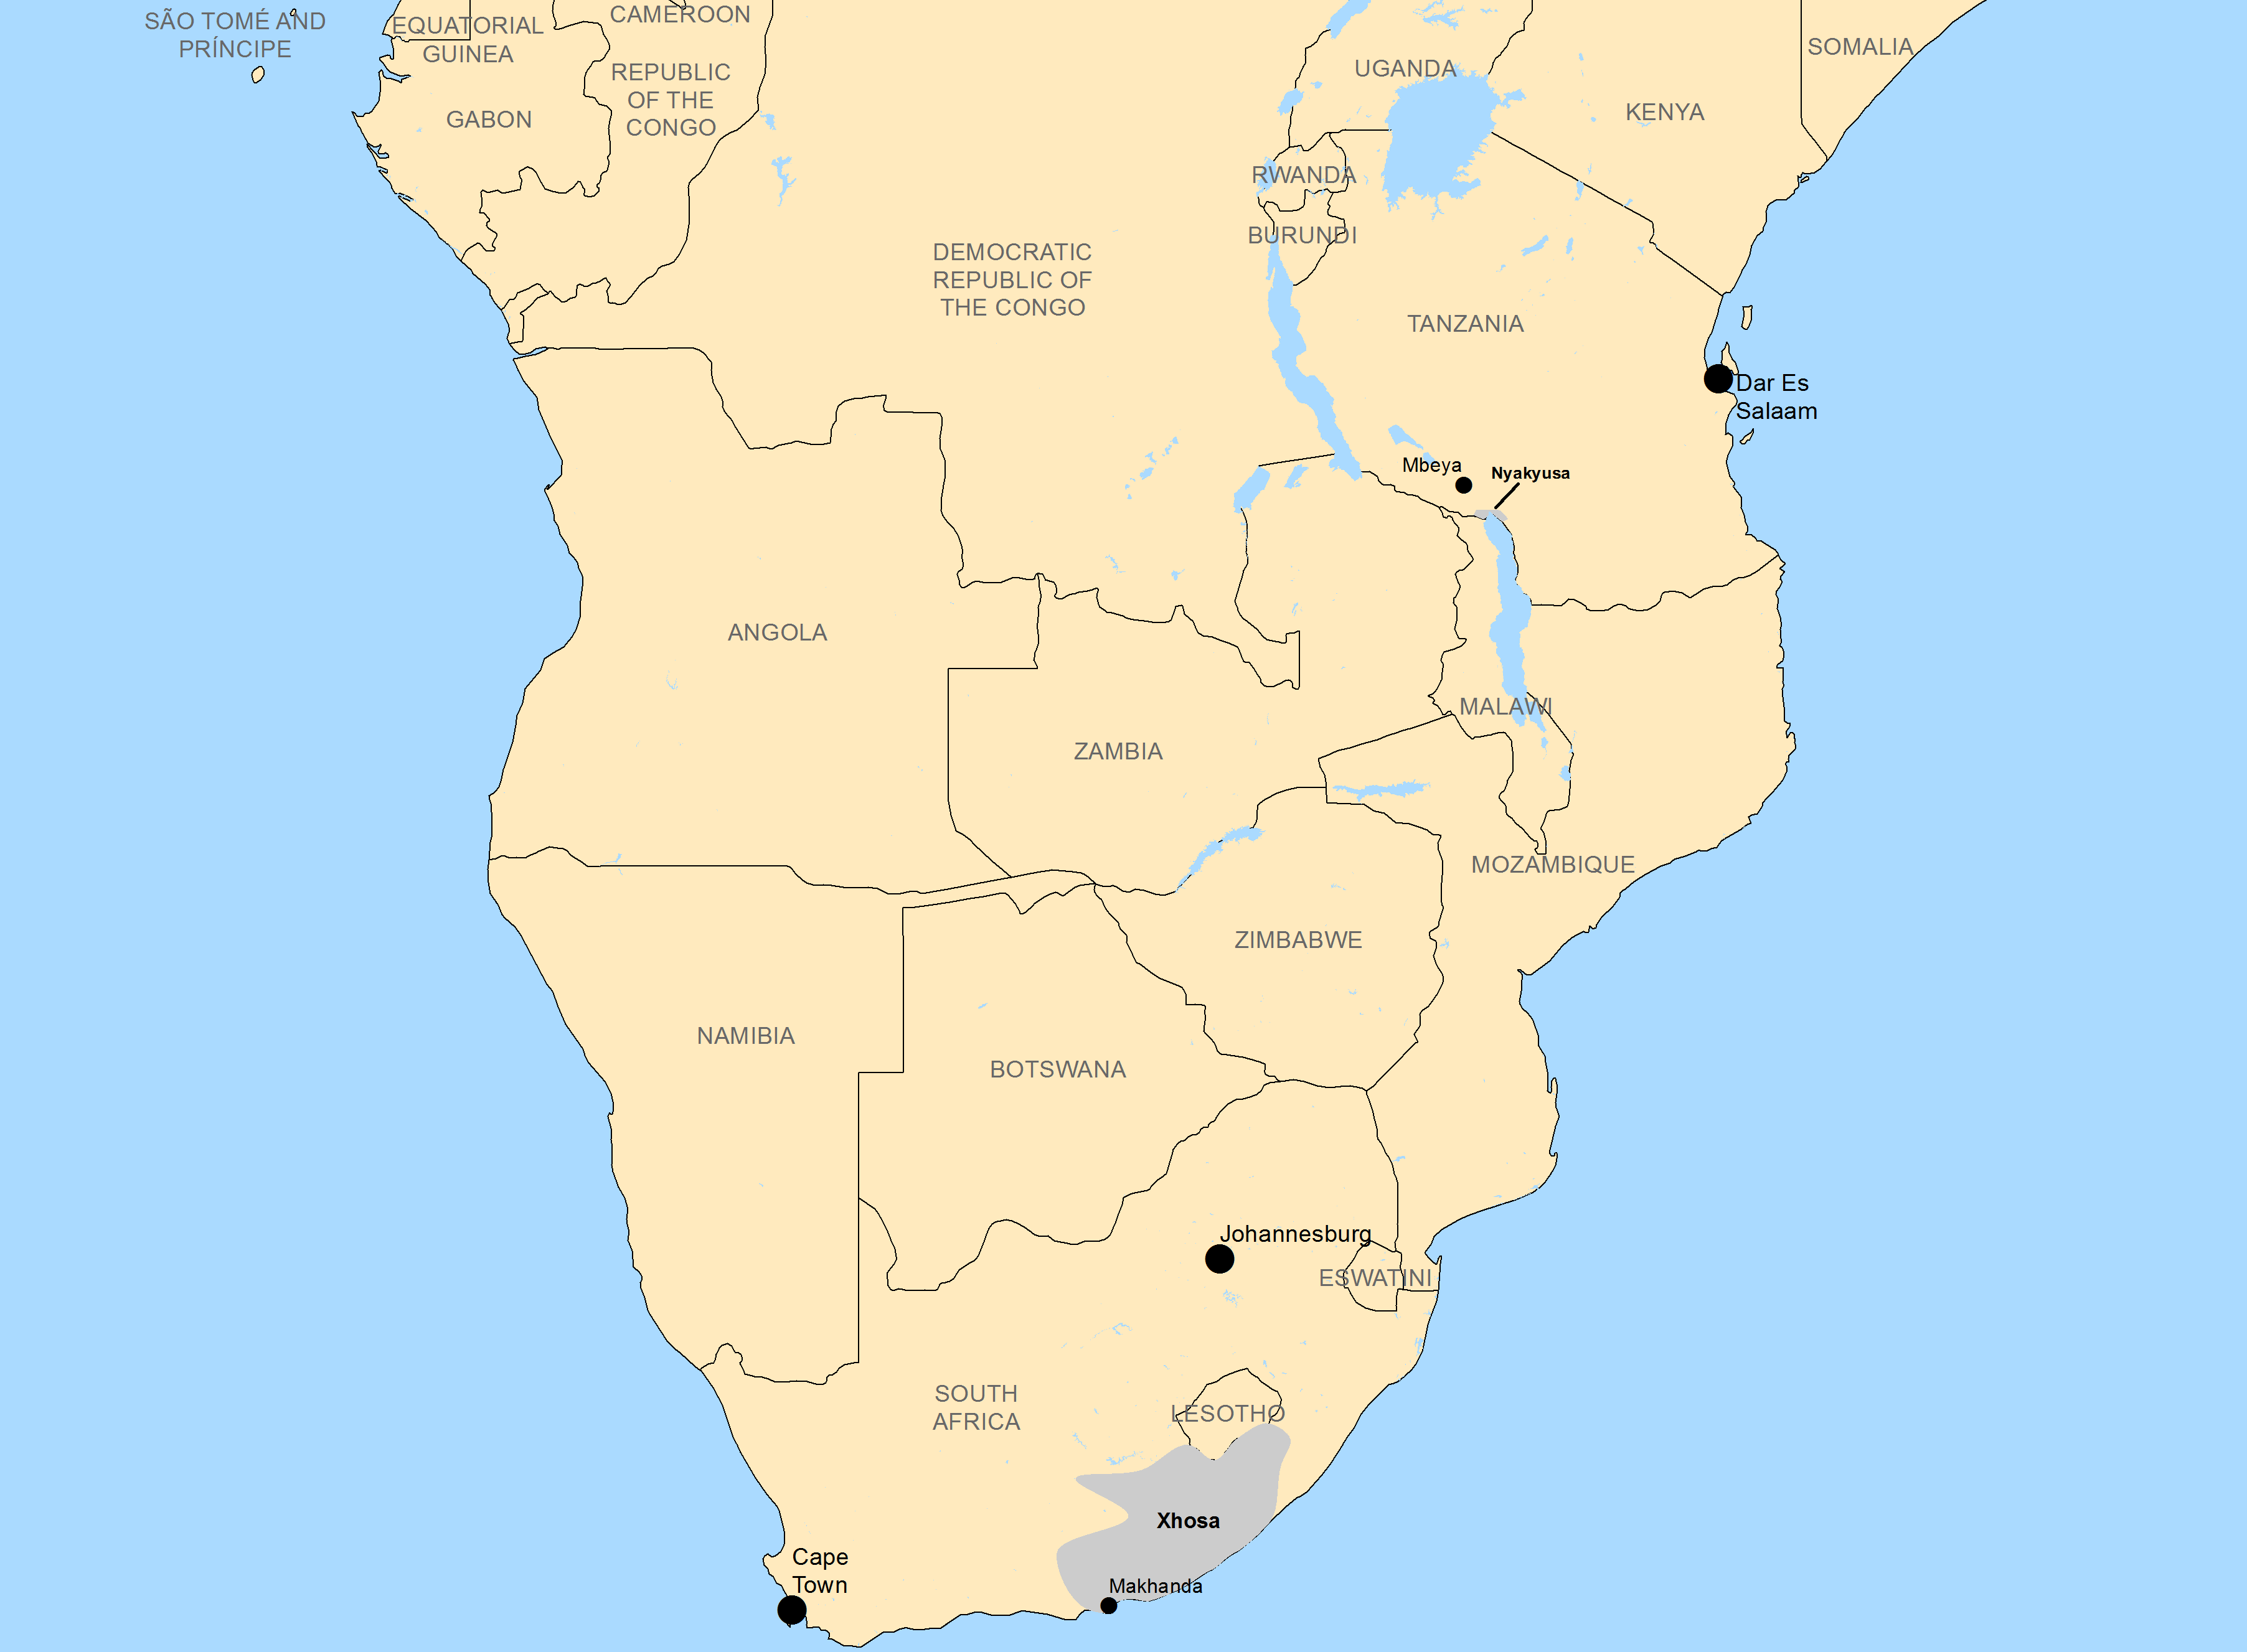 SÃO TOMÉ AND
PRÍNCIPE
EQUATORIAL
GUINEA
CAMEROON
REPUBLIC
OF THE
CONGO
GABON
UGANDA
KENYA
SOMALIA
RWANDA
BURUNDI
DEMOCRATIC
REPUBLIC OF
THE CONGO
TANZANIA
Dar Es
Salaam
Mbeya
Nyakyusa
ANGOLA
ZAMBIA
MALAWI
MOZAMBIQUE
ZIMBABWE
NAMIBIA
BOTSWANA
Johannesburg
ESWATINI
SOUTH
AFRICA
LESOTHO
Xhosa
Cape
Town
Makhanda